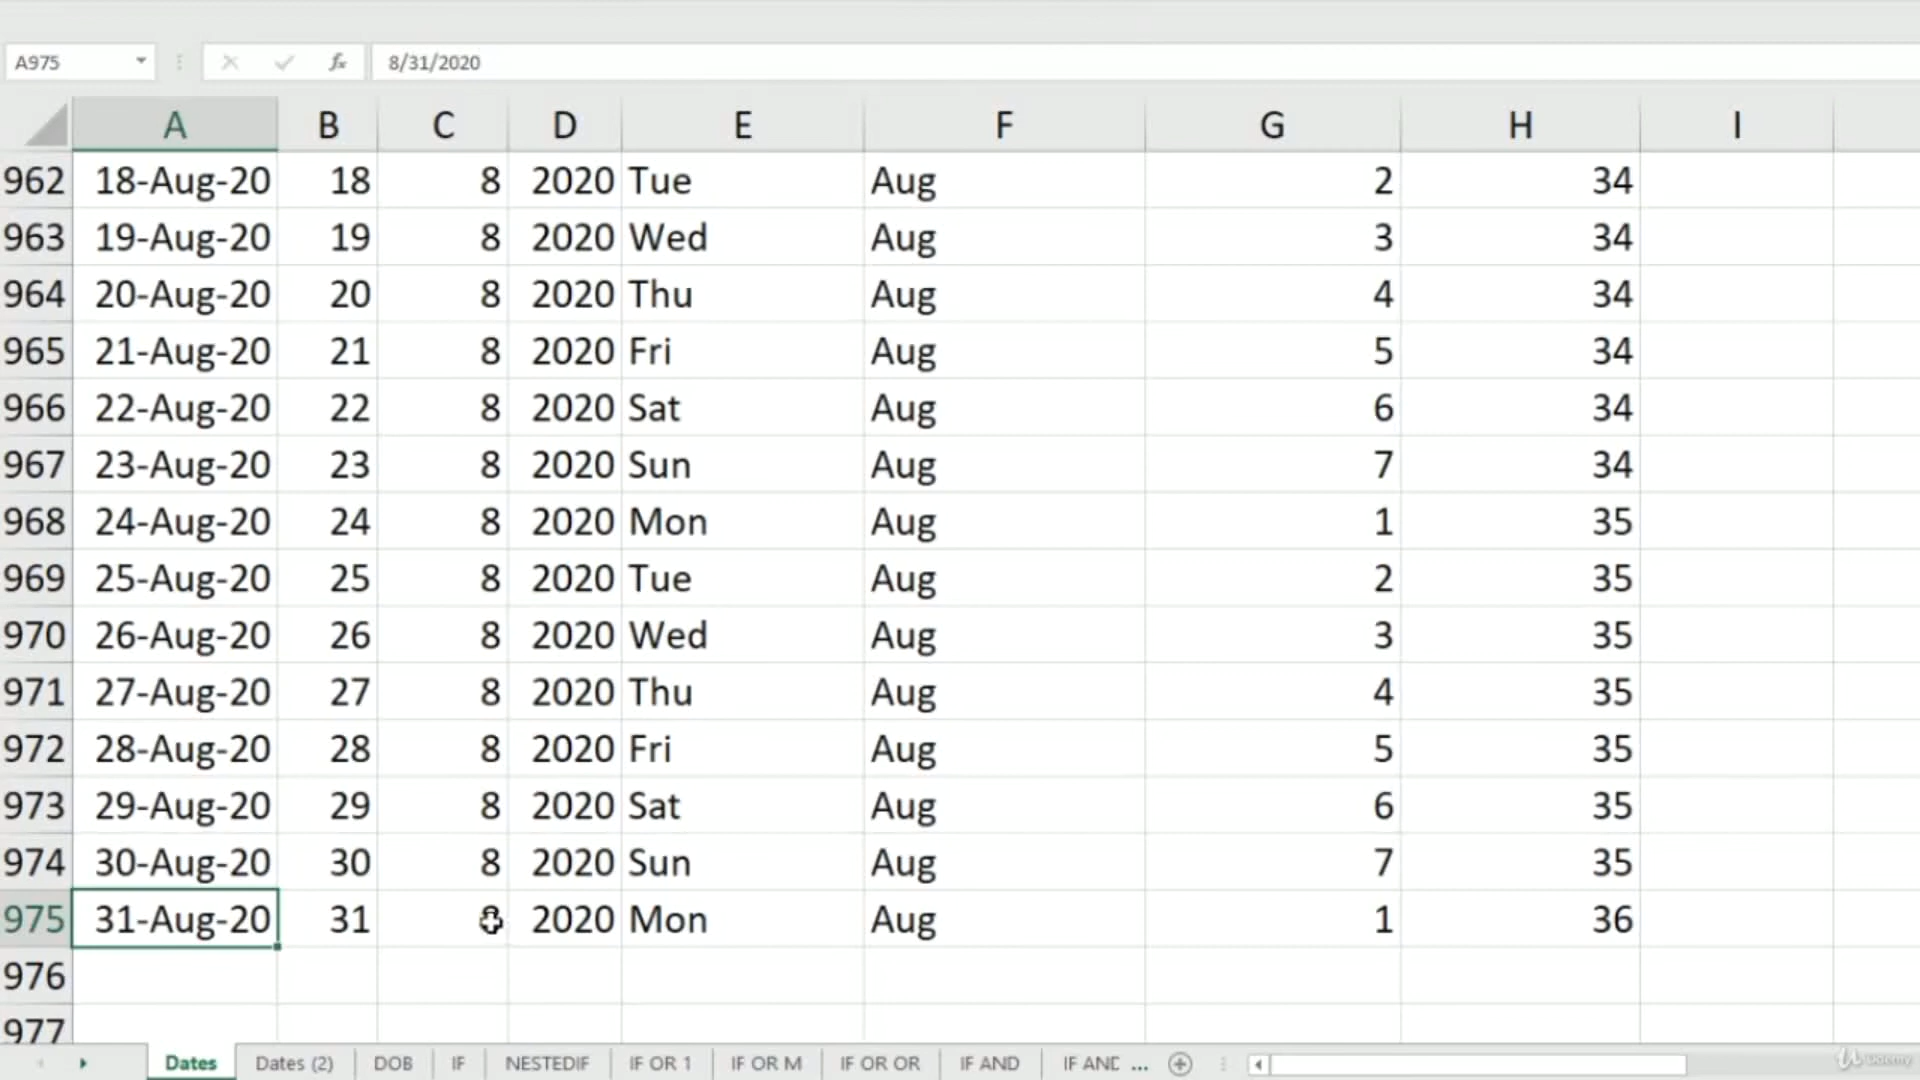 A975 fx 8/31/2020
A B C D E F G H I
962 18-Aug-20 18 8 2020 Tue Aug 2 34
963 19-Aug-20 19 8 2020 Wed Aug 3 34
964 20-Aug-20 20 8 2020 Thu Aug 4 34
965 21-Aug-20 21 8 2020 Fri Aug 5 34
966 22-Aug-20 22 8 2020 Sat Aug 6 34
967 23-Aug-20 23 8 2020 Sun Aug 7 34
968 24-Aug-20 24 8 2020 Mon Aug 1 35
969 25-Aug-20 25 8 2020 Tue Aug 2 35
970 26-Aug-20 26 8 2020 Wed Aug 3 35
971 27-Aug-20 27 8 2020 Thu Aug 4 35
972 28-Aug-20 28 8 2020 Fri Aug 5 35
973 29-Aug-20 29 8 2020 Sat Aug 6 35
974 30-Aug-20 30 8 2020 Sun Aug 7 35
975 31-Aug-20 31 8 2020 Mon Aug 1 36
976
977
Dates Dates (2) DOB IF NESTEDIF IF OR 1 IF OR M IF OR OR IF AND IF AND ... Udemy